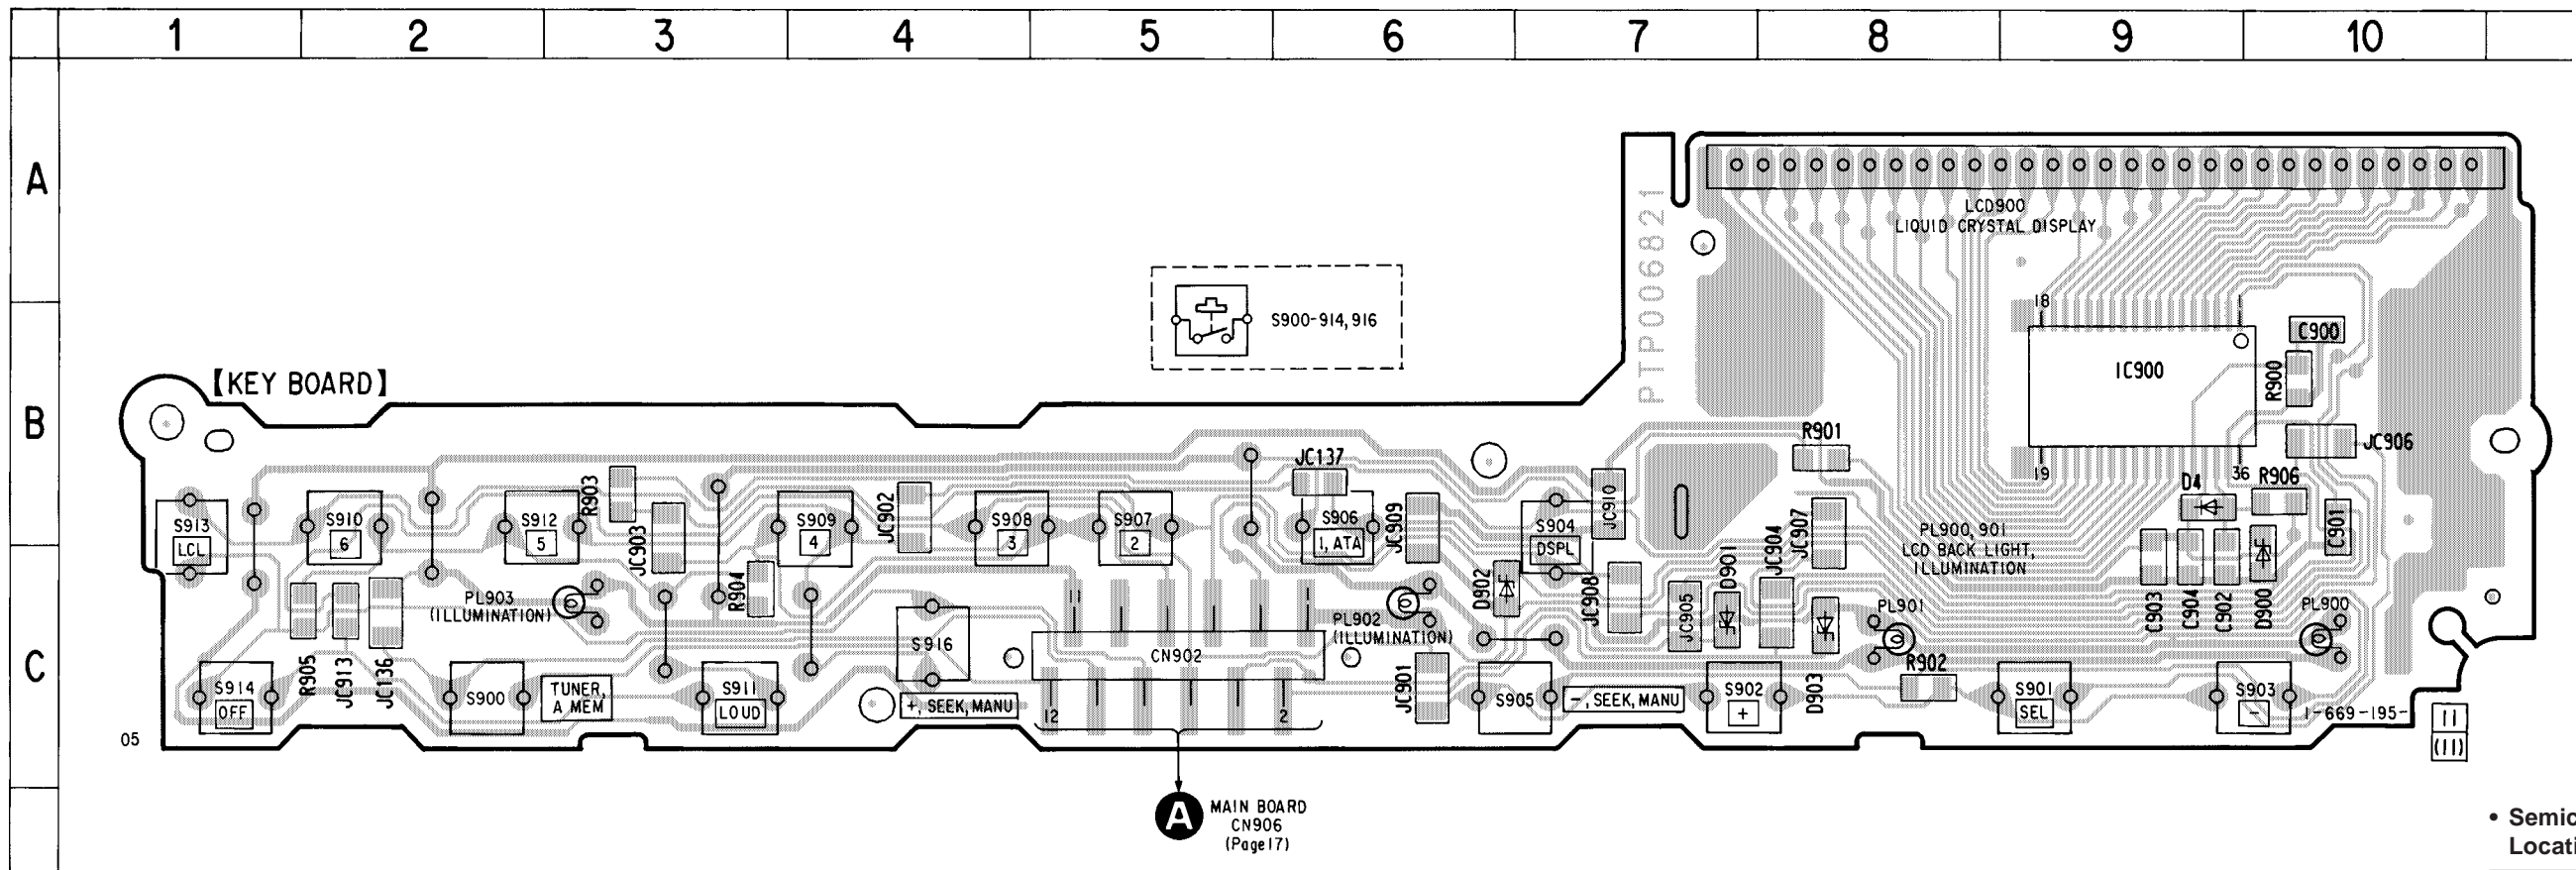 1 2 3 4 5 6 7 8 9 10
A
LCD900
LIQUID CRYSTAL DISPLAY
PTP006821
18 1
S900-914, 916
C900
IC900
R900
【KEY BOARD】
B
R901
JC906
JC137
19 36
R903
JC902
D4
R906
S913
LCL
S910
6
S912
5
JC903
S909
4
S908
3
S907
2
S906
1, ATA
JC909
S904
DSPL
JC910
JC904
JC907
PL900, 901
LCD BACK LIGHT,
ILLUMINATION
C901
R904
D902
D901
PL903
(ILLUMINATION)
11 1
PL902
(ILLUMINATION)
JC908
JC905
PL901
C903
C904
C902
D900
PL900
S916
CN902
C
R905
JC913
JC136
JC901
D903
R902
S914
OFF
S900
TUNER,
A MEM
S911
LOUD
+, SEEK, MANU
12 2
S905
-, SEEK, MANU
S902
+
S901
SEL
S903
-
1-669-195-
11
(11)
05
A
MAIN BOARD
CN906
(Page 17)
• Semic
Locati